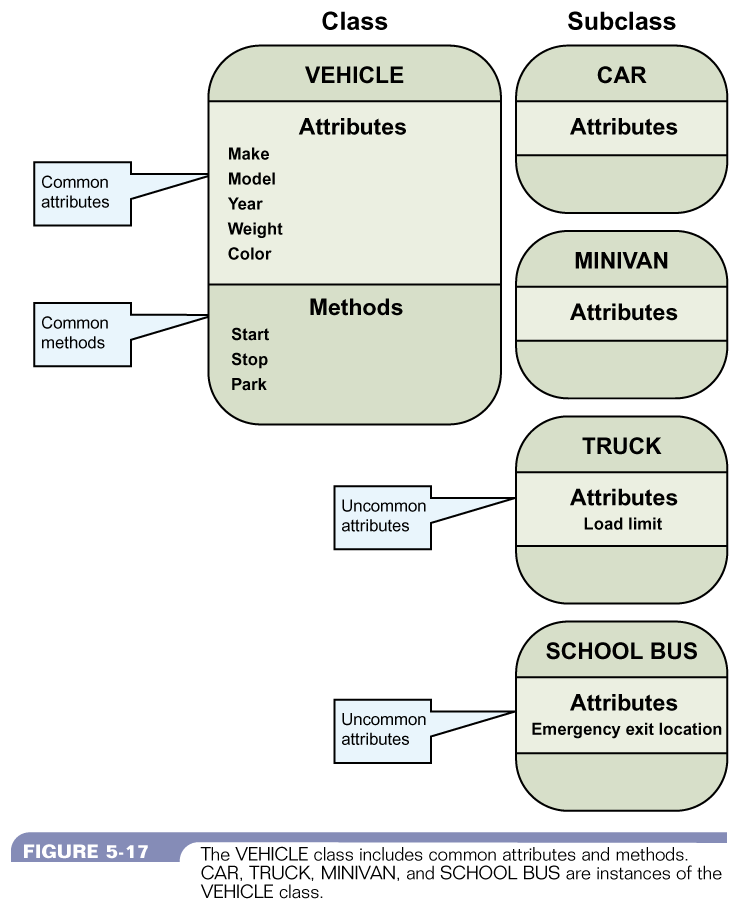 Class
VEHICLE
Attributes
Make
Model
Year
Weight
Color
Methods
Start
Stop
Park
Common
attributes
Common
methods
Subclass
CAR
Attributes
MINIVAN
Attributes
TRUCK
Attributes
Load limit
Uncommon
attributes
SCHOOL BUS
Attributes
Emergency exit location
Uncommon
attributes
FIGURE 5-17
The VEHICLE class includes common attributes and methods.
CAR, TRUCK, MINIVAN, and SCHOOL BUS are instances of the
VEHICLE class.